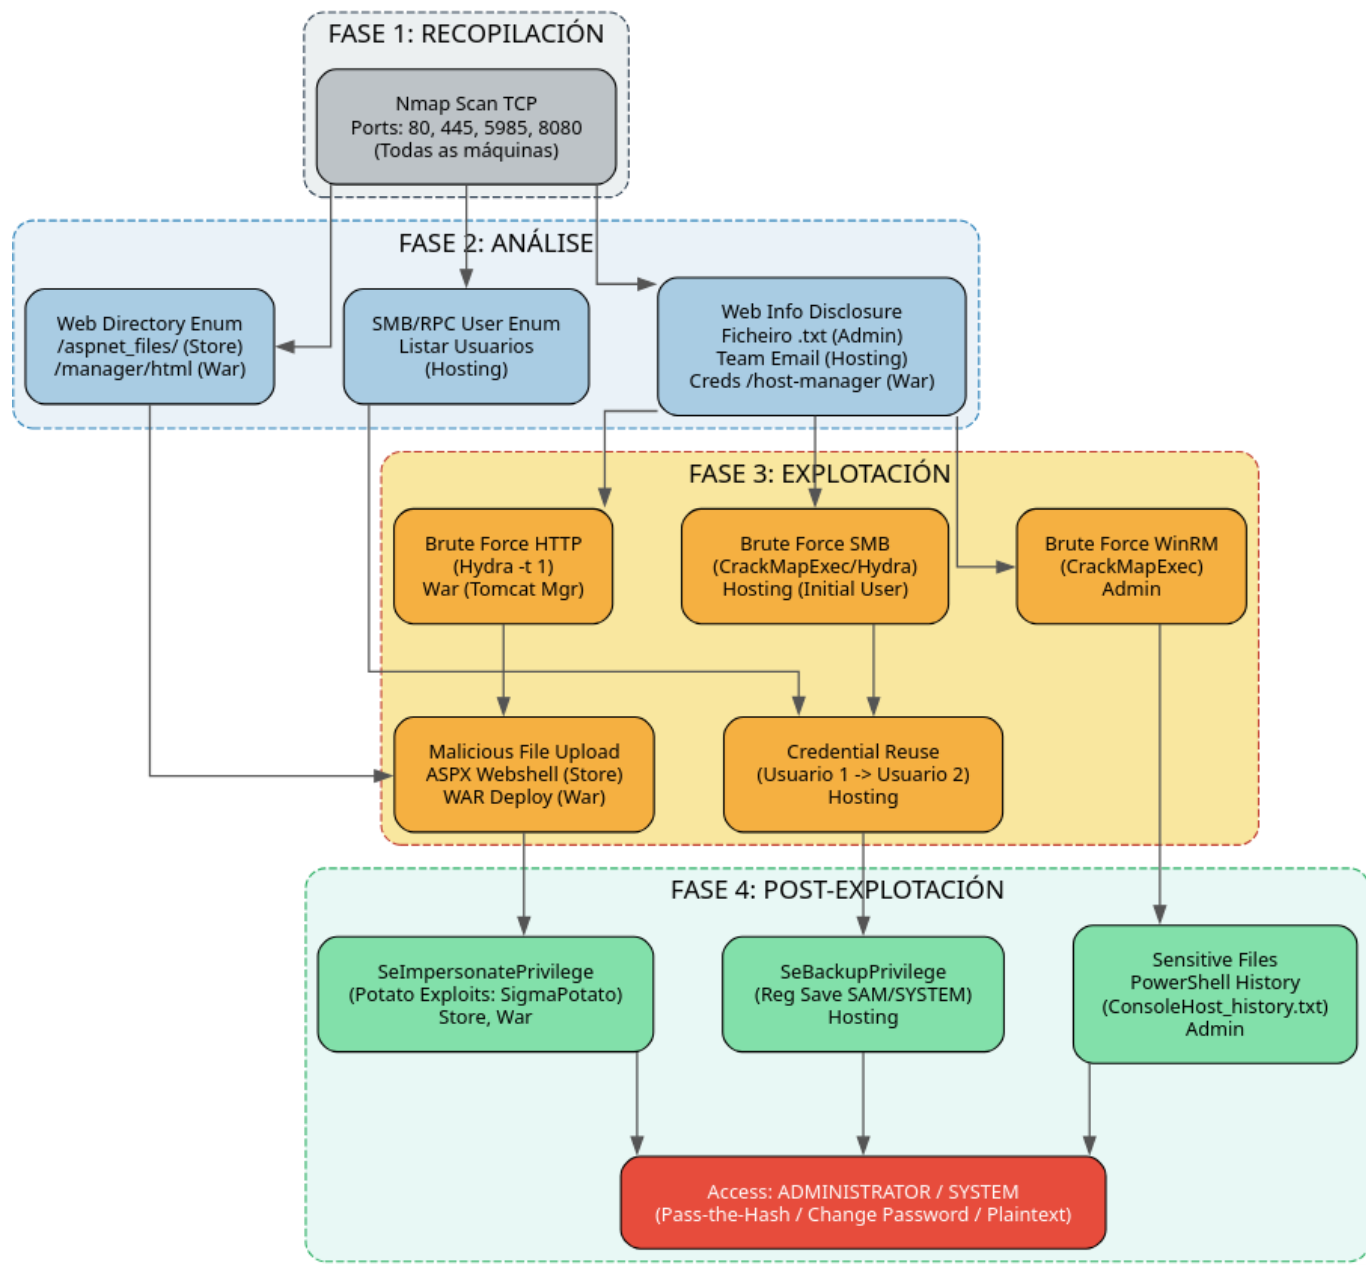 FASE 1: RECOPILACIÓN
Nmap Scan TCP
Ports: 80, 445, 5985, 8080
(Todas as máquinas)
FASE 2: ANÁLISE
Web Directory Enum
/aspnet_files/ (Store)
/manager/html (War)
SMB/RPC User Enum
Listar Usuarios
(Hosting)
Web Info Disclosure
Ficheiro .txt (Admin)
Team Email (Hosting)
Creds /host-manager (War)
FASE 3: EXPLOTACIÓN
Brute Force HTTP
(Hydra -t 1)
War (Tomcat Mgr)
Brute Force SMB
(CrackMapExec/Hydra)
Hosting (Initial User)
Brute Force WinRM
(CrackMapExec)
Admin
Malicious File Upload
ASPX Webshell (Store)
WAR Deploy (War)
Credential Reuse
(Usuario 1 -> Usuario 2)
Hosting
FASE 4: POST-EXPLOTACIÓN
SeImpersonatePrivilege
(Potato Exploits: SigmaPotato)
Store, War
SeBackupPrivilege
(Reg Save SAM/SYSTEM)
Hosting
Sensitive Files
PowerShell History
(ConsoleHost_history.txt)
Admin
Access: ADMINISTRATOR / SYSTEM
(Pass-the-Hash / Change Password / Plaintext)